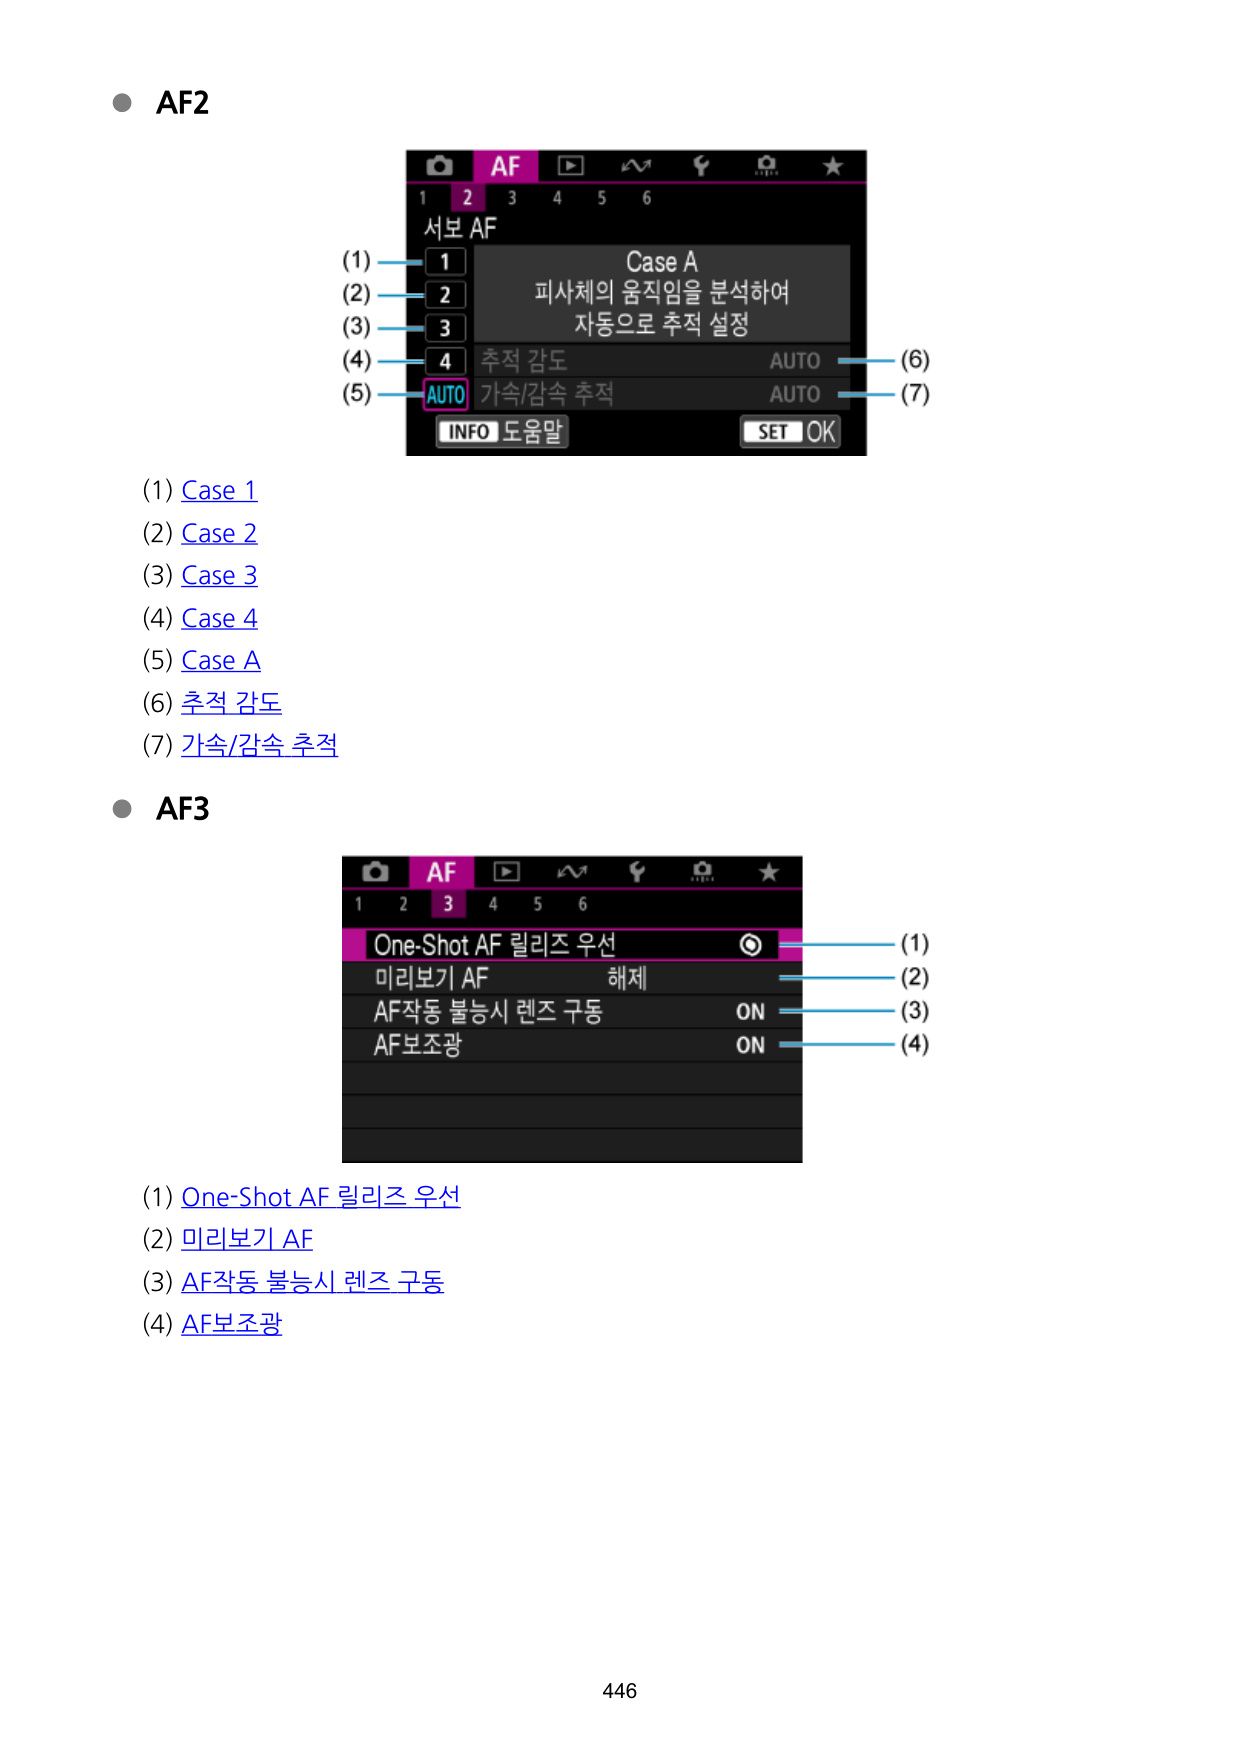 AF2
AF
1 2 3 4 5 6
서보 AF
(1) 1 Case A
(2) 2 피사체의 움직임을 분석하여
(3) 3 자동으로 추적 설정
(4) 4 추적 감도 AUTO (6)
(5) AUTO 가속/감속 추적 AUTO (7)
INFO 도움말 SET OK
(1) Case 1
(2) Case 2
(3) Case 3
(4) Case 4
(5) Case A
(6) 추적 감도
(7) 가속/감속 추적
AF3
AF
1 2 3 4 5 6
One-Shot AF 릴리즈 우선 (1)
미리보기 AF 해제 (2)
AF작동 불능시 렌즈 구동 ON (3)
AF보조광 ON (4)
(1) One-Shot AF 릴리즈 우선
(2) 미리보기 AF
(3) AF작동 불능시 렌즈 구동
(4) AF보조광
446